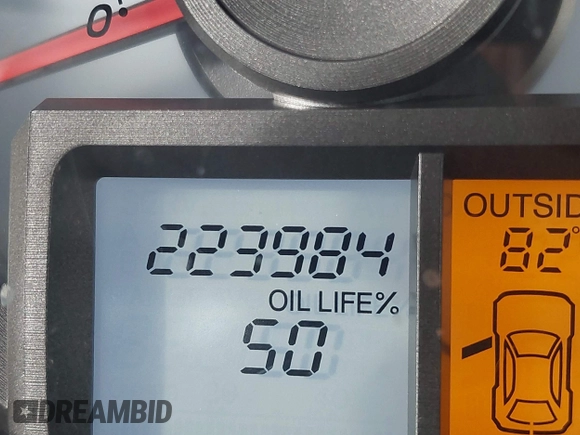 0
223984
OIL LIFE%
50
OUTSID
82°
DREAMBID